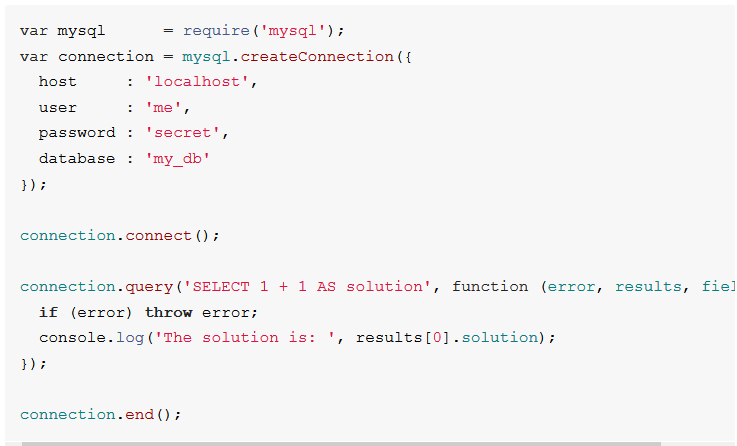 var mysql      = require('mysql');
var connection = mysql.createConnection({
  host     : 'localhost',
  user     : 'me',
  password : 'secret',
  database : 'my_db'
});

connection.connect();

connection.query('SELECT 1 + 1 AS solution', function (error, results, fiel
  if (error) throw error;
  console.log('The solution is: ', results[0].solution);
});

connection.end();